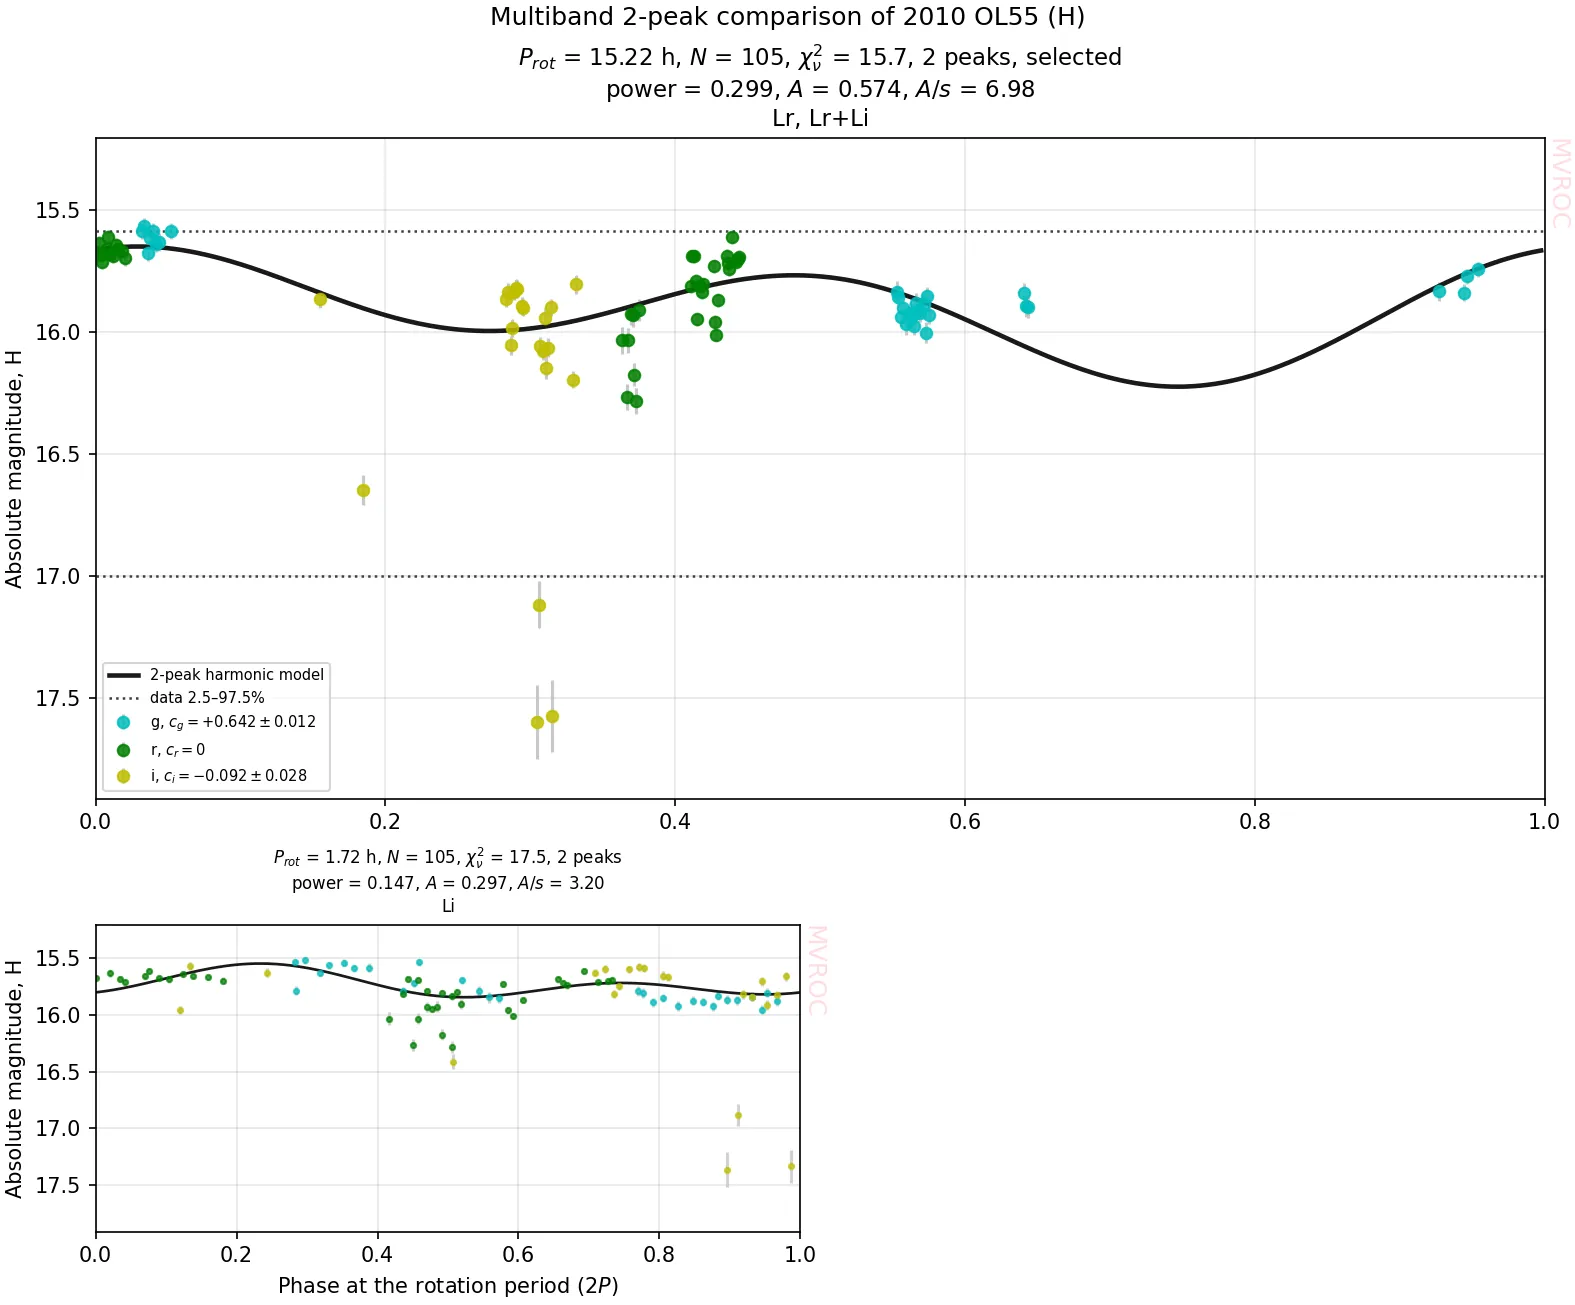 Multiband 2-peak comparison of 2010 OL55 (H)
P_rot = 15.22 h, N = 105, χ²_ν = 15.7, 2 peaks, selected
power = 0.299, A = 0.574, A/s = 6.98
Lr, Lr+Li
MVROC
Absolute magnitude, H
15.5
16.0
16.5
17.0
17.5
2-peak harmonic model
data 2.5–97.5%
g, c_g = +0.642 ± 0.012
r, c_r = 0
i, c_i = −0.092 ± 0.028
0.0 0.2 0.4 0.6 0.8 1.0
P_rot = 1.72 h, N = 105, χ²_ν = 17.5, 2 peaks
power = 0.147, A = 0.297, A/s = 3.20
Li
MVROC
Absolute magnitude, H
15.5
16.0
16.5
17.0
17.5
0.0 0.2 0.4 0.6 0.8 1.0
Phase at the rotation period (2P)